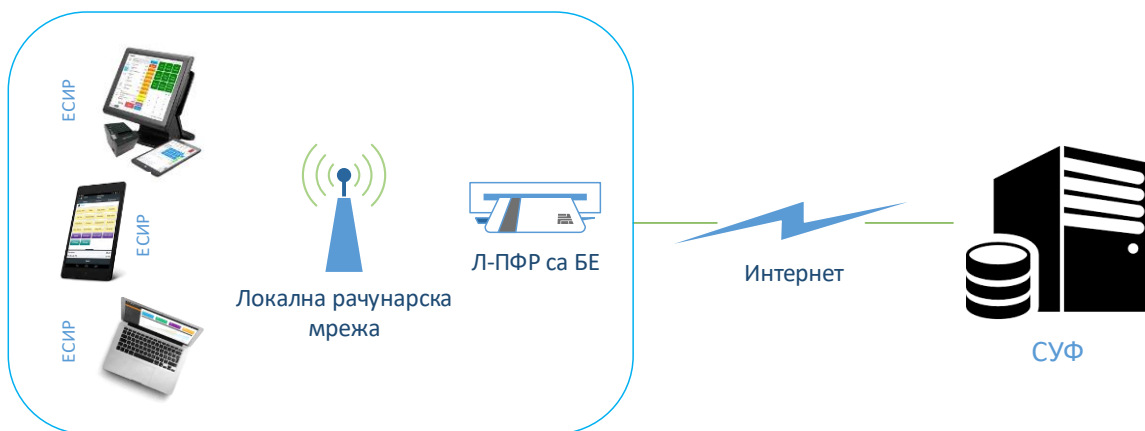 ЕСИР
ЕСИР
ЕСИР
Локална рачунарска
мрежа
Л-ПФР са БЕ
Интернет
СУФ